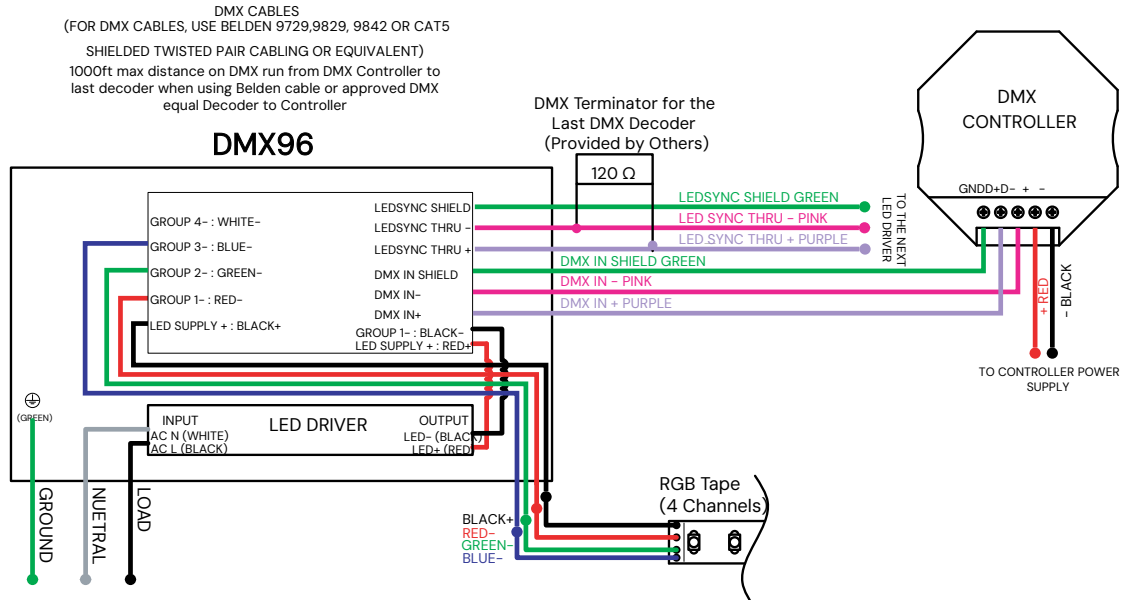 DMX CABLES
(FOR DMX CABLES, USE BELDEN 9729,9829, 9842 OR CAT5
SHIELDED TWISTED PAIR CABLING OR EQUIVALENT)
1000ft max distance on DMX run from DMX Controller to
last decoder when using Belden cable or approved DMX
equal Decoder to Controller
DMX96
DMX Terminator for the
Last DMX Decoder
(Provided by Others)
120 Ω
DMX
CONTROLLER
GNDD+D- + -
GROUP 4- : WHITE-
GROUP 3- : BLUE-
GROUP 2- : GREEN-
GROUP 1- : RED-
LED SUPPLY + : BLACK+
LEDSYNC SHIELD
LEDSYNC THRU -
LEDSYNC THRU +
DMX IN SHIELD
DMX IN-
DMX IN+
GROUP 1- : BLACK-
LED SUPPLY + : RED+
LEDSYNC SHIELD GREEN
LED SYNC THRU - PINK
LED SYNC THRU + PURPLE
TO THE NEXT
LED DRIVER
DMX IN SHIELD GREEN
DMX IN - PINK
DMX IN + PURPLE
+ RED
- BLACK
TO CONTROLLER POWER
SUPPLY
(GREEN)
INPUT
AC N (WHITE)
AC L (BLACK)
LED DRIVER
OUTPUT
LED- (BLACK)
LED+ (RED
GROUND
NUETRAL
LOAD
RGB Tape
(4 Channels)
BLACK+
RED-
GREEN-
BLUE-